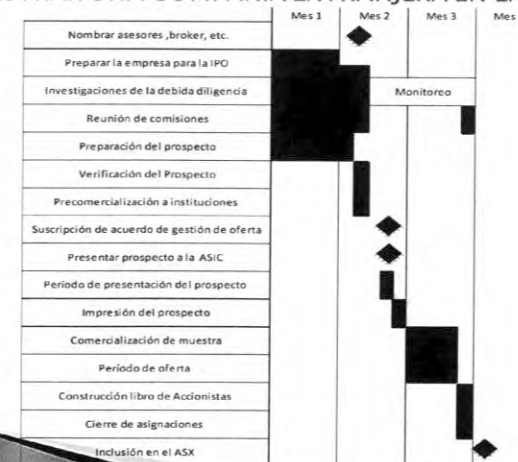 Mes 1 Mes 2 Mes 3 Mes
Nombrar asesores ,broker, etc.
Preparar la empresa para la IPO
Investigaciones de la debida diligencia Monitoreo
Reunión de comisiones
Preparación del prospecto
Verificación del Prospecto
Precomercialización a instituciones
Suscripción de acuerdo de gestión de oferta
Presentar prospecto a la ASIC
Período de presentación del prospecto
Impresión del prospecto
Comercialización de muestra
Período de oferta
Construcción libro de Accionistas
Cierre de asignaciones
Inclusión en el ASX